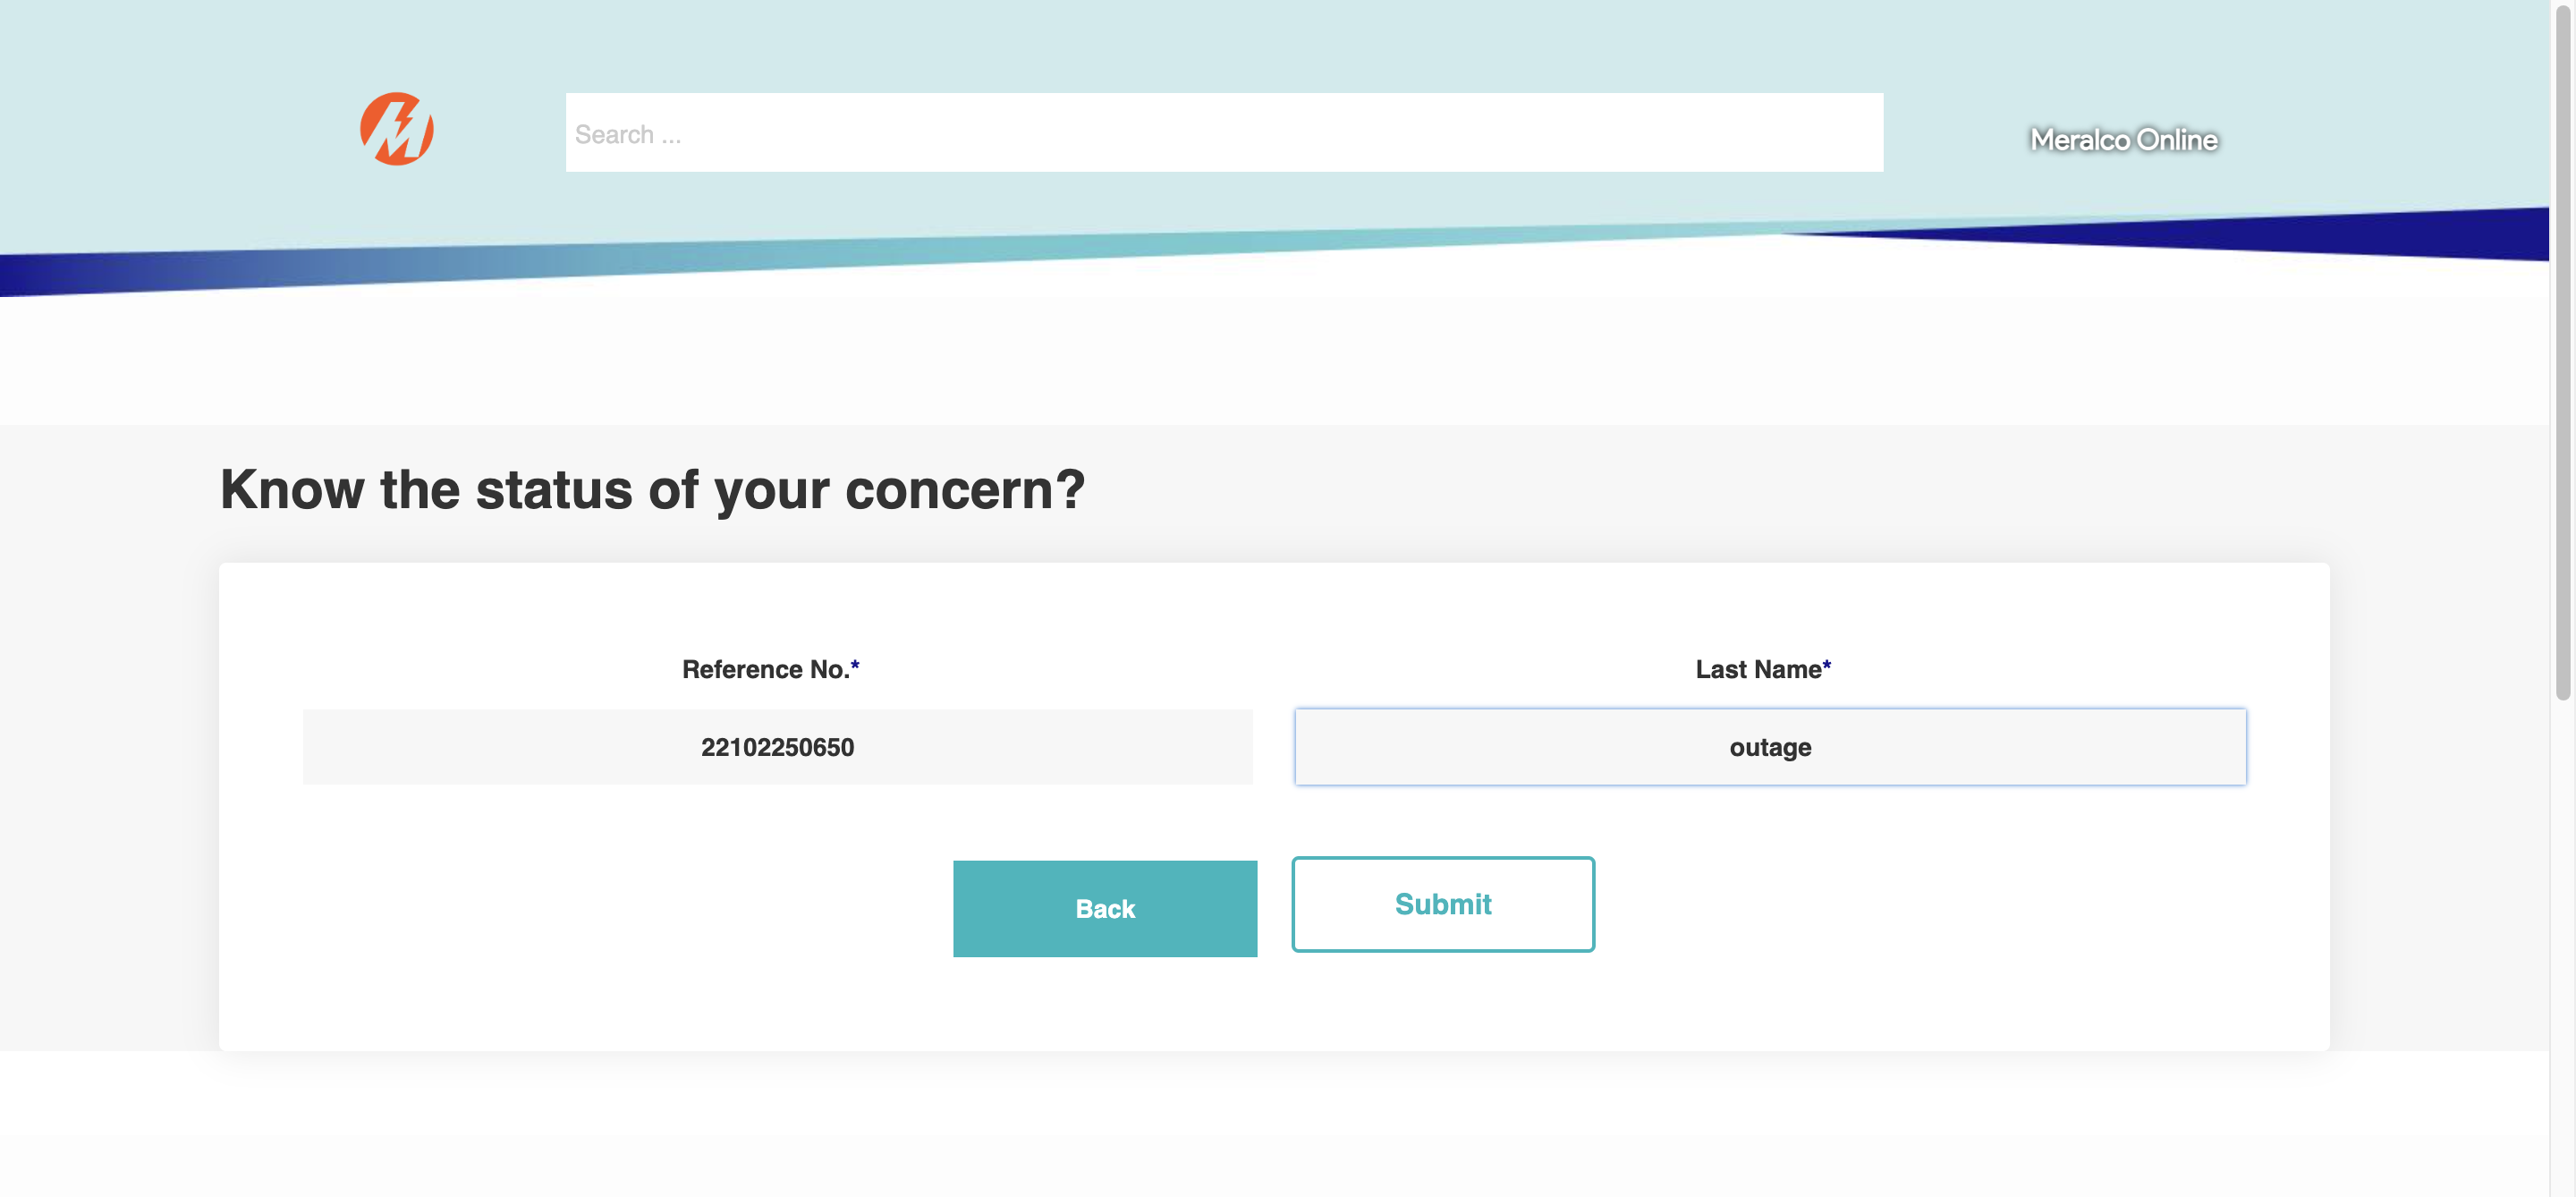 Search ...
Meralco Online
Know the status of your concern?
Reference No.*
Last Name*
22102250650
outage
Back
Submit